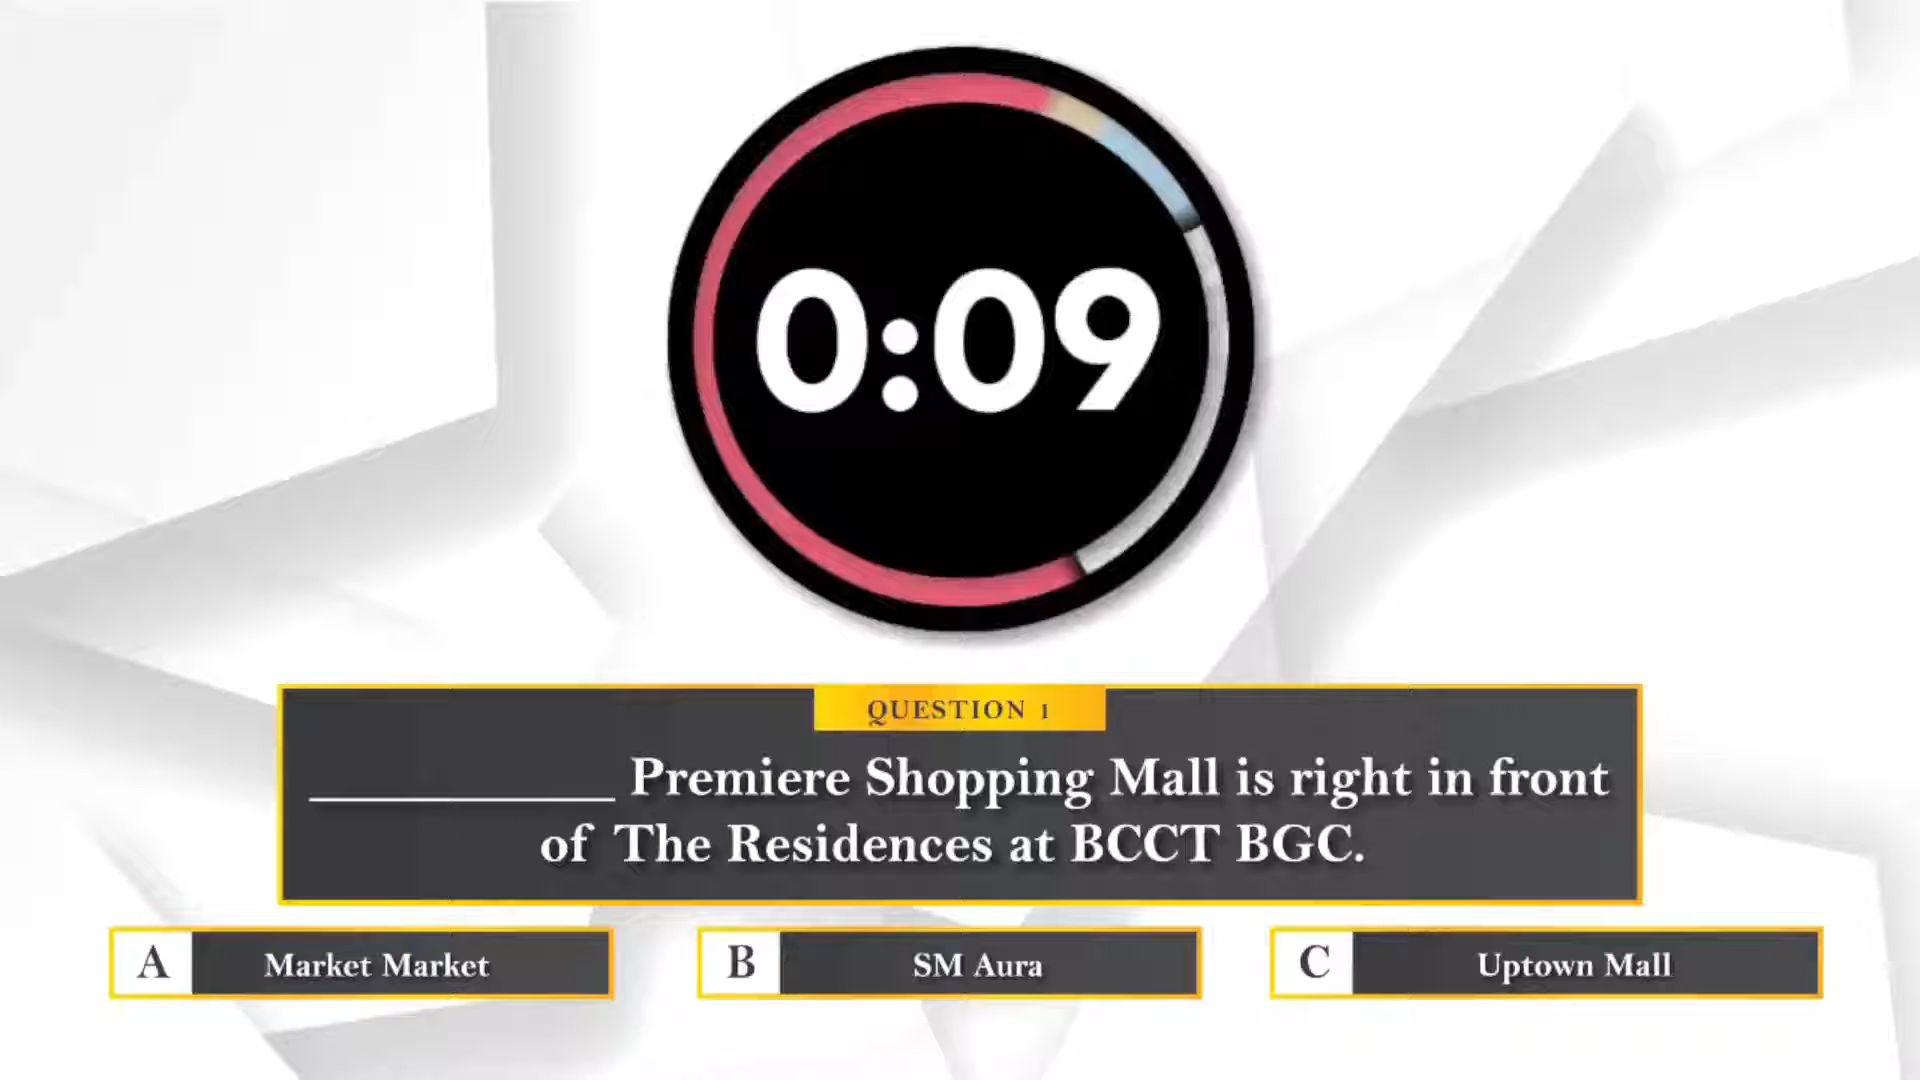 0:09
QUESTION 1
____________ Premiere Shopping Mall is right in front
of The Residences at BCCT BGC.
A Market Market
B SM Aura
C Uptown Mall